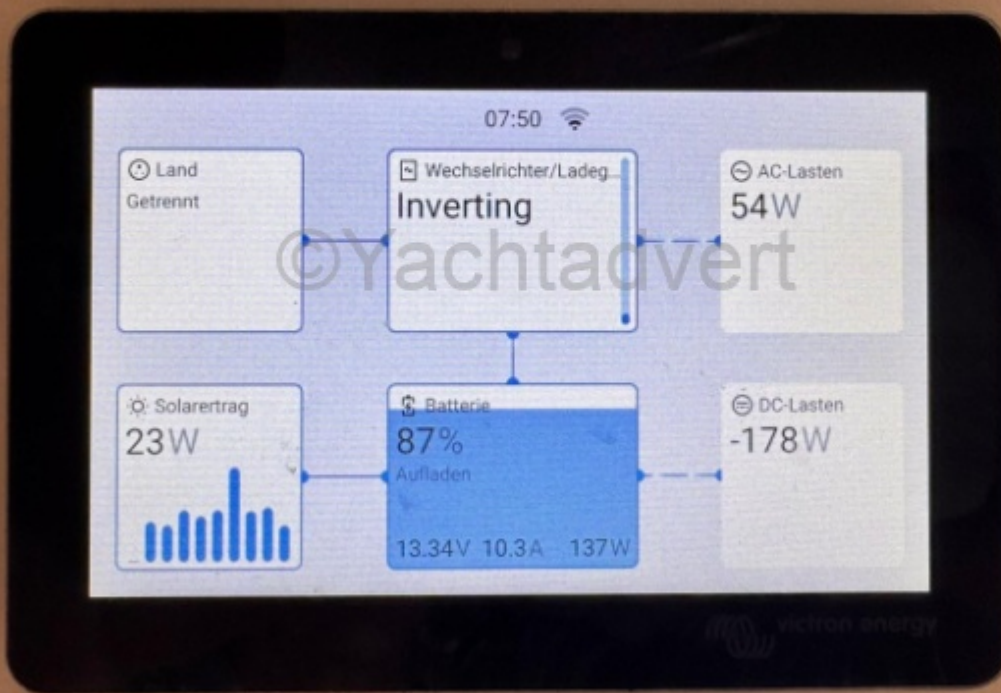 07:50
Land
Getrennt
Wechselrichter/Ladeg...
Inverting
AC-Lasten
54W
©Yachtadvert
Solarertrag
23W
Batterie
87%
Aufladen
13.34V 10.3A 137W
DC-Lasten
-178W
victron energy